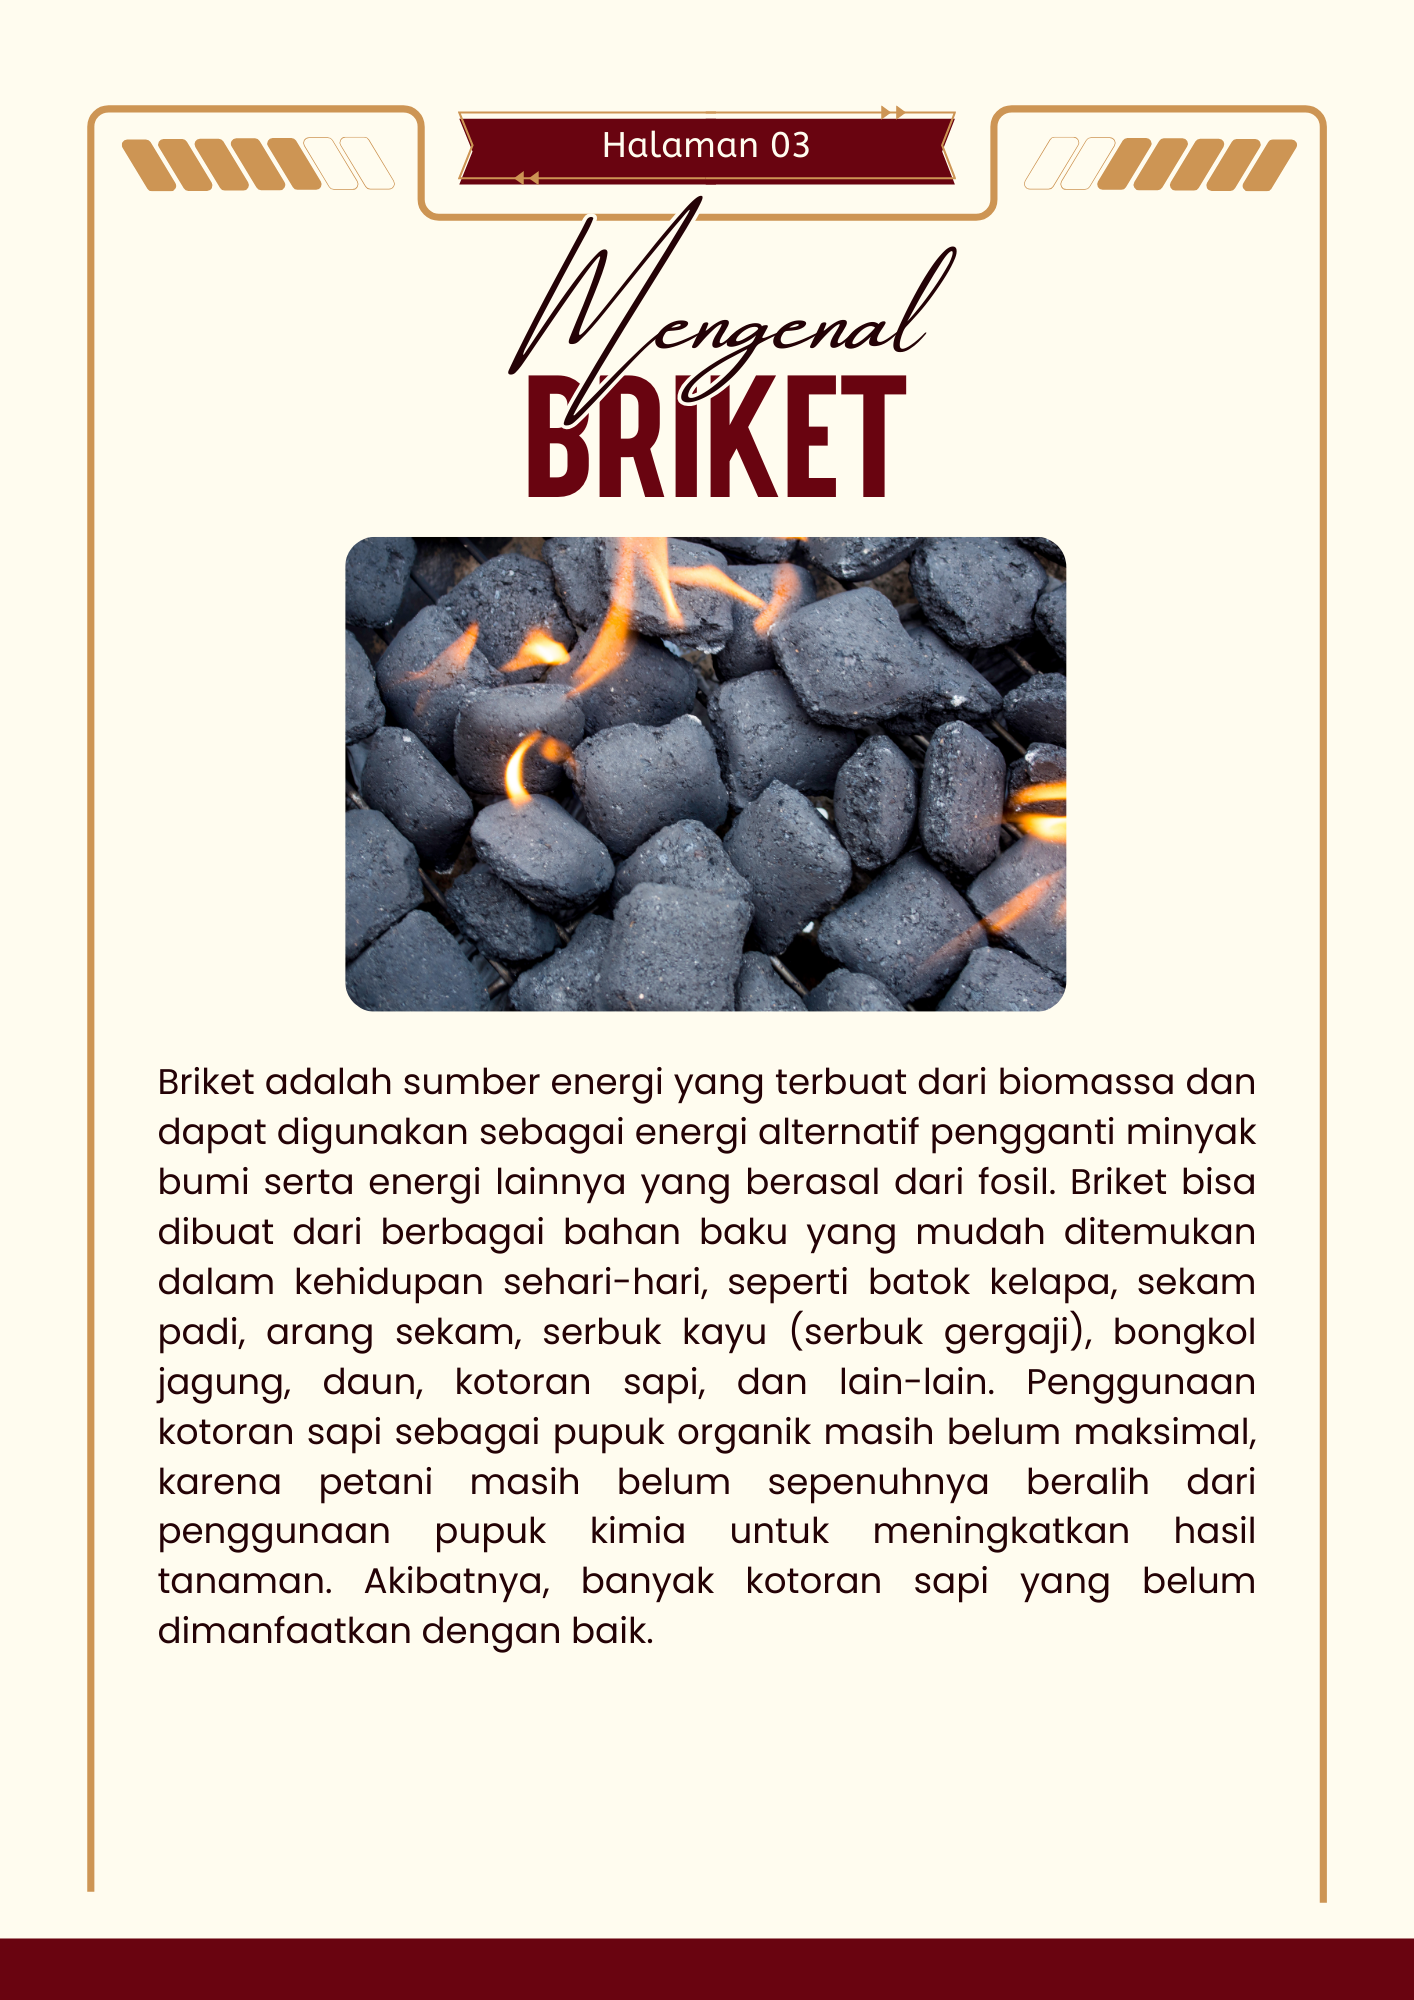 Halaman 03
Mengenal
BRIKET
Briket adalah sumber energi yang terbuat dari biomassa dan
dapat digunakan sebagai energi alternatif pengganti minyak
bumi serta energi lainnya yang berasal dari fosil. Briket bisa
dibuat dari berbagai bahan baku yang mudah ditemukan
dalam kehidupan sehari-hari, seperti batok kelapa, sekam
padi, arang sekam, serbuk kayu (serbuk gergaji), bongkol
jagung, daun, kotoran sapi, dan lain-lain. Penggunaan
kotoran sapi sebagai pupuk organik masih belum maksimal,
karena petani masih belum sepenuhnya beralih dari
penggunaan pupuk kimia untuk meningkatkan hasil
tanaman. Akibatnya, banyak kotoran sapi yang belum
dimanfaatkan dengan baik.